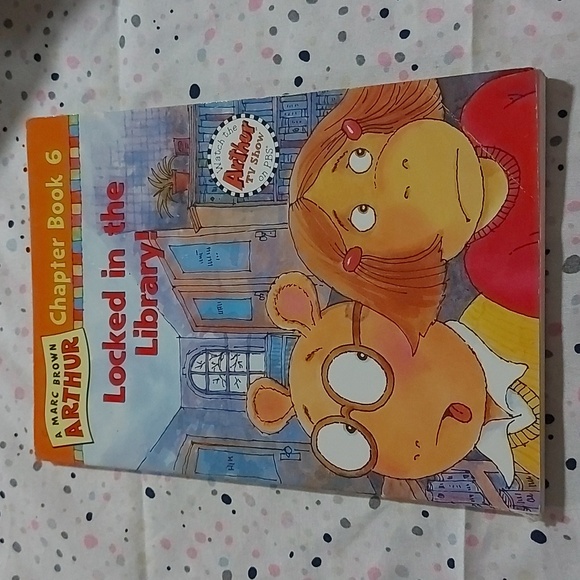 A MARC BROWN
ARTHUR
Chapter Book 6
Locked in the
Library!
Watch the
Arthur
TV Show
on PBS